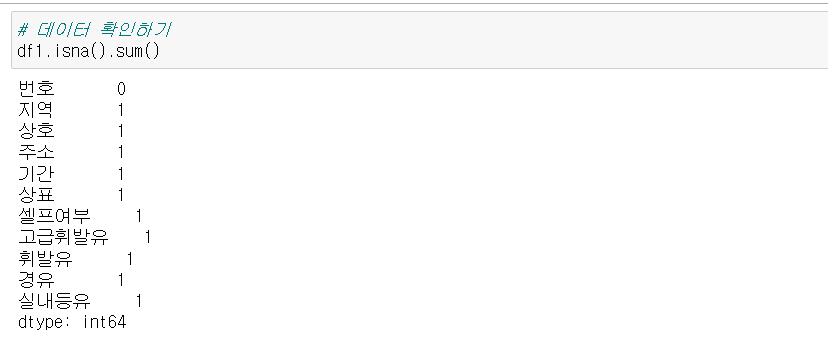 # 데이터 확인하기
df1.isna().sum()
번호 0
지역 1
상호 1
주소 1
기간 1
상표 1
셀프여부 1
고급휘발유 1
휘발유 1
경유 1
실내등유 1
dtype: int64